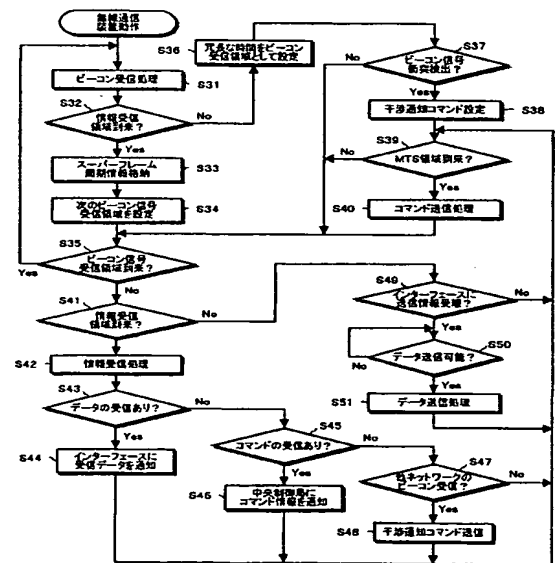 無線通信
装置動作
S31
ビーコン受信処理
S32
情報受信
領域到来?
No
Yes
S33
スーパーフレーム
周期情報格納
S34
次のビーコン信号
受信領域を設定
S35
ビーコン信号
受信領域到来?
Yes
No
S36
冗長な時間をビーコン
受信領域として設定
S37
ビーコン信号
衝突検出?
No
Yes
S38
干渉通知コマンド設定
S39
MTS領域到来?
No
Yes
S40
コマンド送信処理
S41
情報受信
領域到来?
No
Yes
S42
情報受信処理
S43
データの受信あり?
No
Yes
S44
インターフェースに
受信データを通知
S45
コマンドの受信あり?
No
Yes
S46
中央制御局に
コマンド情報を通知
S47
他ネットワークの
ビーコン受信?
No
Yes
S48
干渉通知コマンド送信
S49
インターフェースに
送信情報受理?
No
Yes
S50
データ送信可能?
No
Yes
S51
データ送信処理